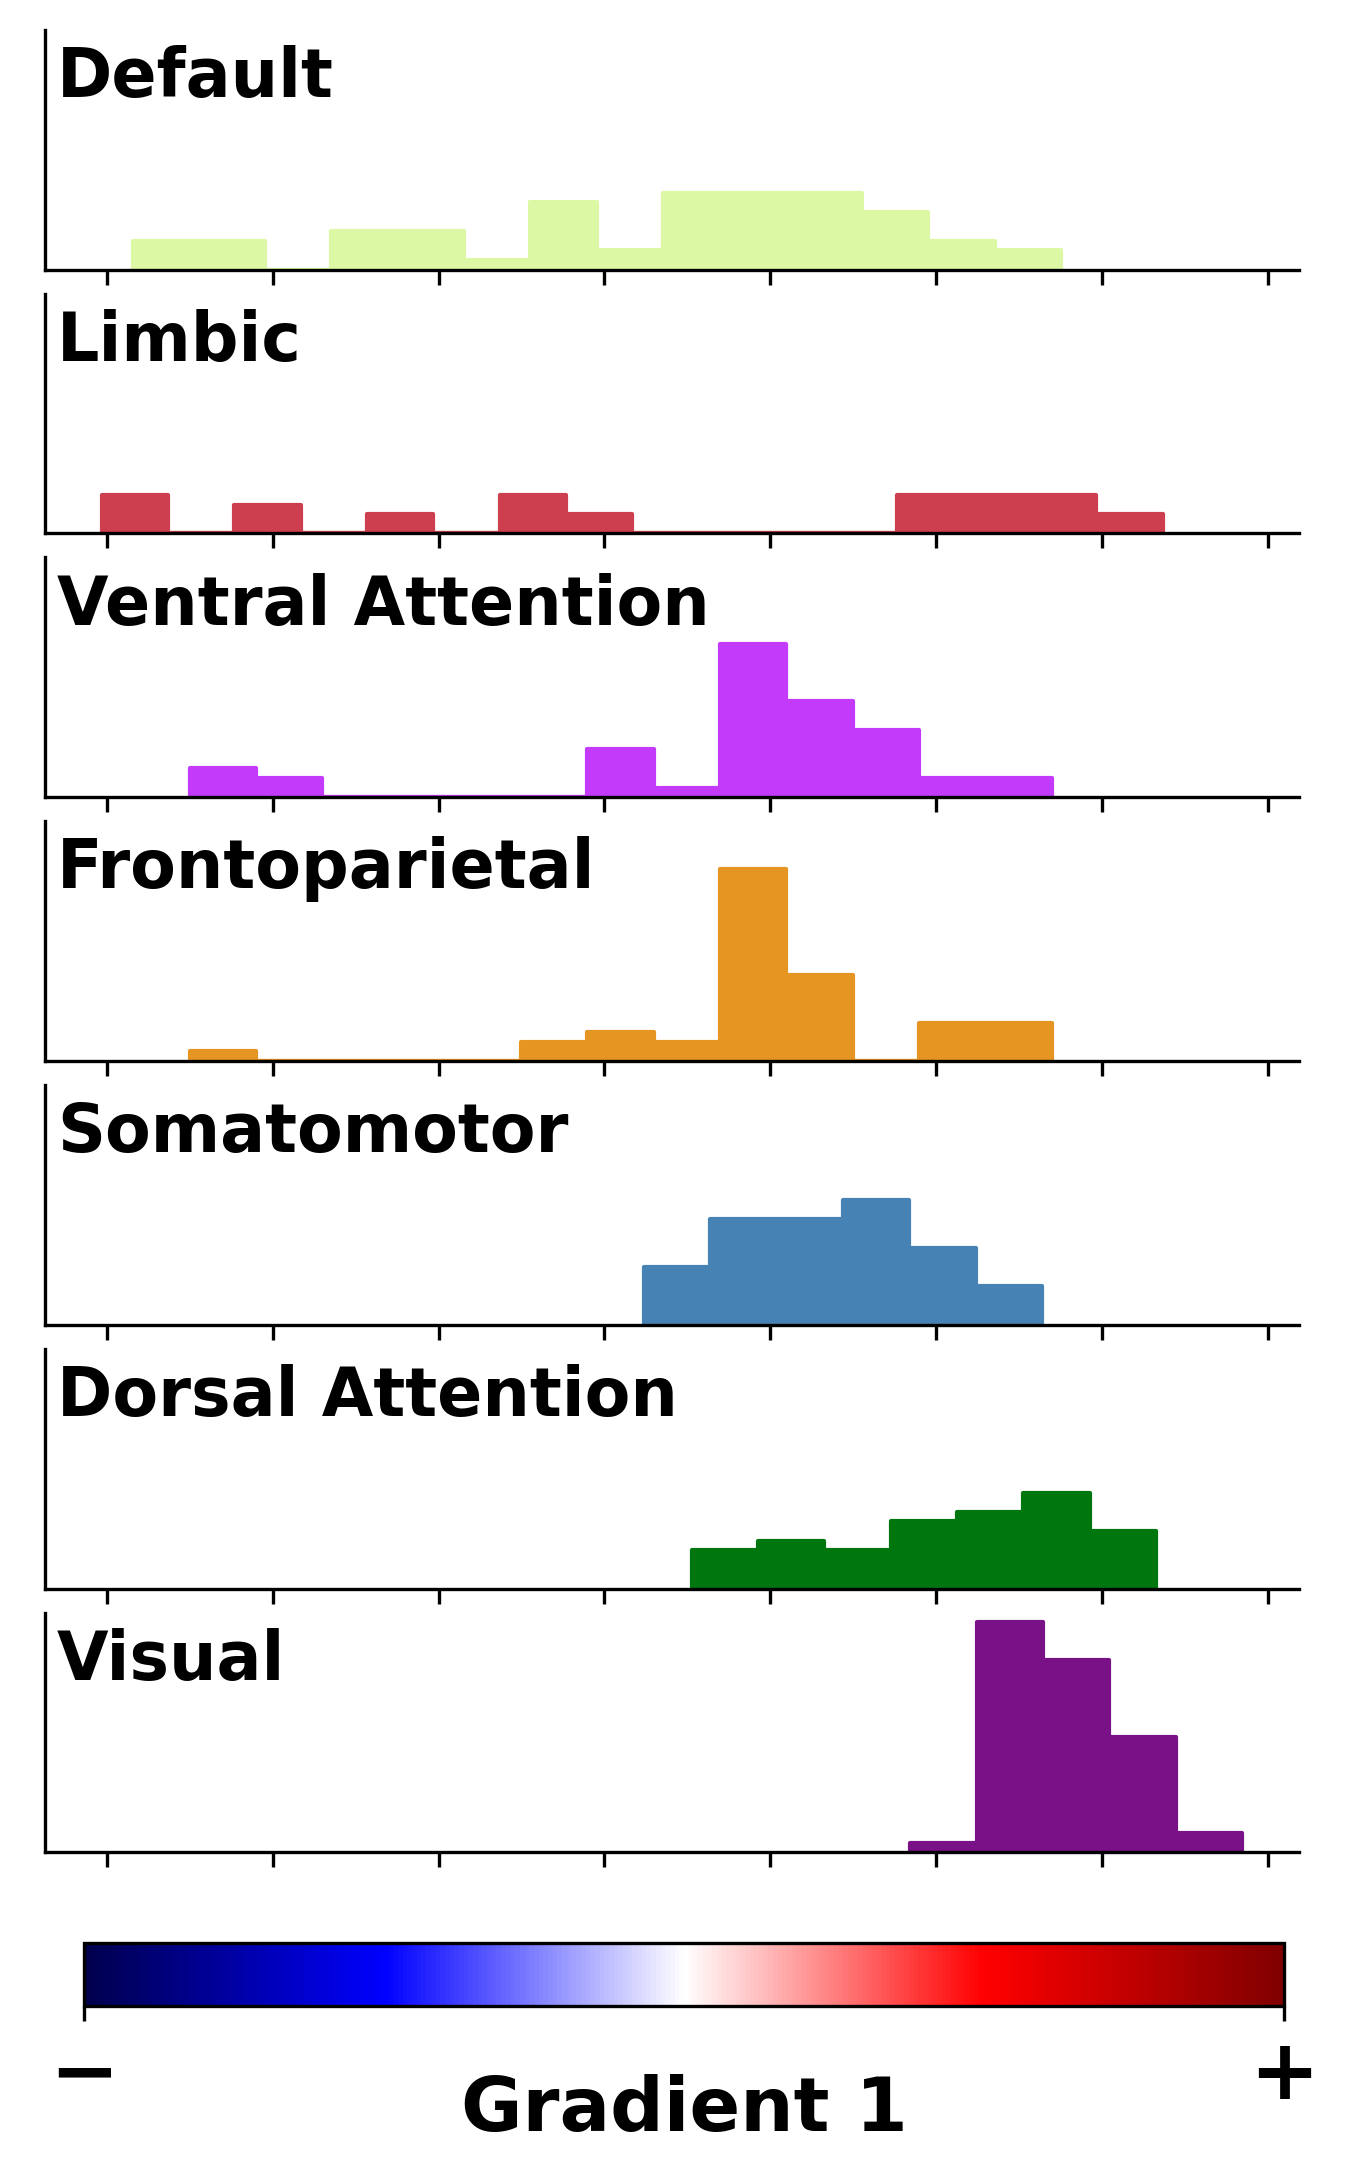 Default
Limbic
Ventral Attention
Frontoparietal
Somatomotor
Dorsal Attention
Visual
− +
Gradient 1